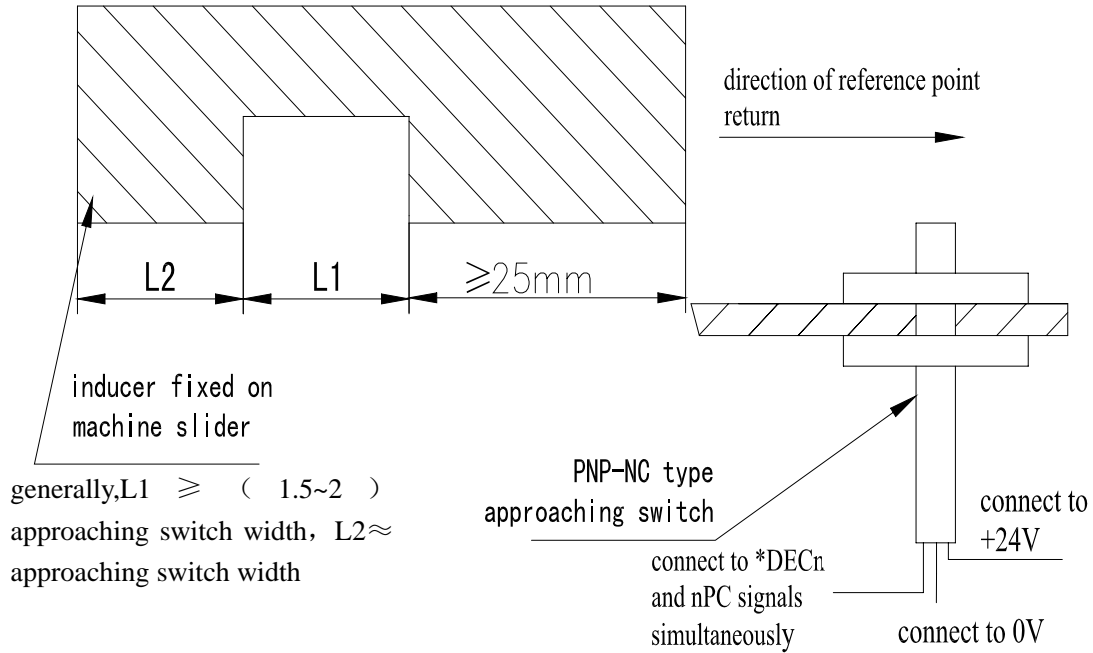 direction of reference point
return
L2
L1
≥25mm
inducer fixed on
machine slider
generally,L1 ≥ （ 1.5~2 ）
approaching switch width，L2≈
approaching switch width
PNP-NC type
approaching switch
connect to
+24V
connect to *DECn
and nPC signals
simultaneously
connect to 0V